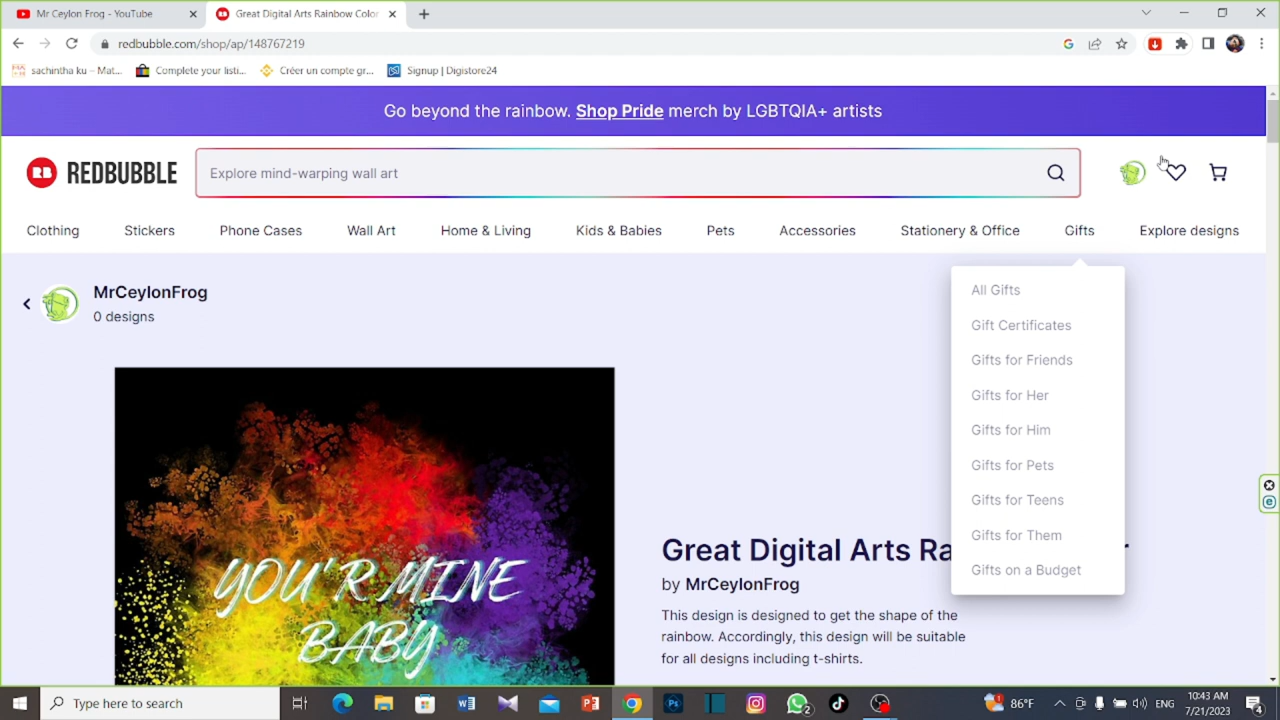 Mr Ceylon Frog - YouTube
Great Digital Arts Rainbow Color
redbubble.com/shop/ap/148767219
sachintha ku – Mat...
Complete your listi...
Créer un compte gr...
Signup | Digistore24
Go beyond the rainbow. Shop Pride merch by LGBTQIA+ artists
RB REDBUBBLE
Explore mind-warping wall art
Clothing
Stickers
Phone Cases
Wall Art
Home & Living
Kids & Babies
Pets
Accessories
Stationery & Office
Gifts
Explore designs
MrCeylonFrog
0 designs
All Gifts
Gift Certificates
Gifts for Friends
Gifts for Her
Gifts for Him
Gifts for Pets
Gifts for Teens
Gifts for Them
Gifts on a Budget
YOU'R MINE
BABY
Great Digital Arts Ra
by MrCeylonFrog
This design is designed to get the shape of the
rainbow. Accordingly, this design will be suitable
for all designs including t-shirts.
Type here to search
2
86°F
ENG
10:43 AM
7/21/2023
4